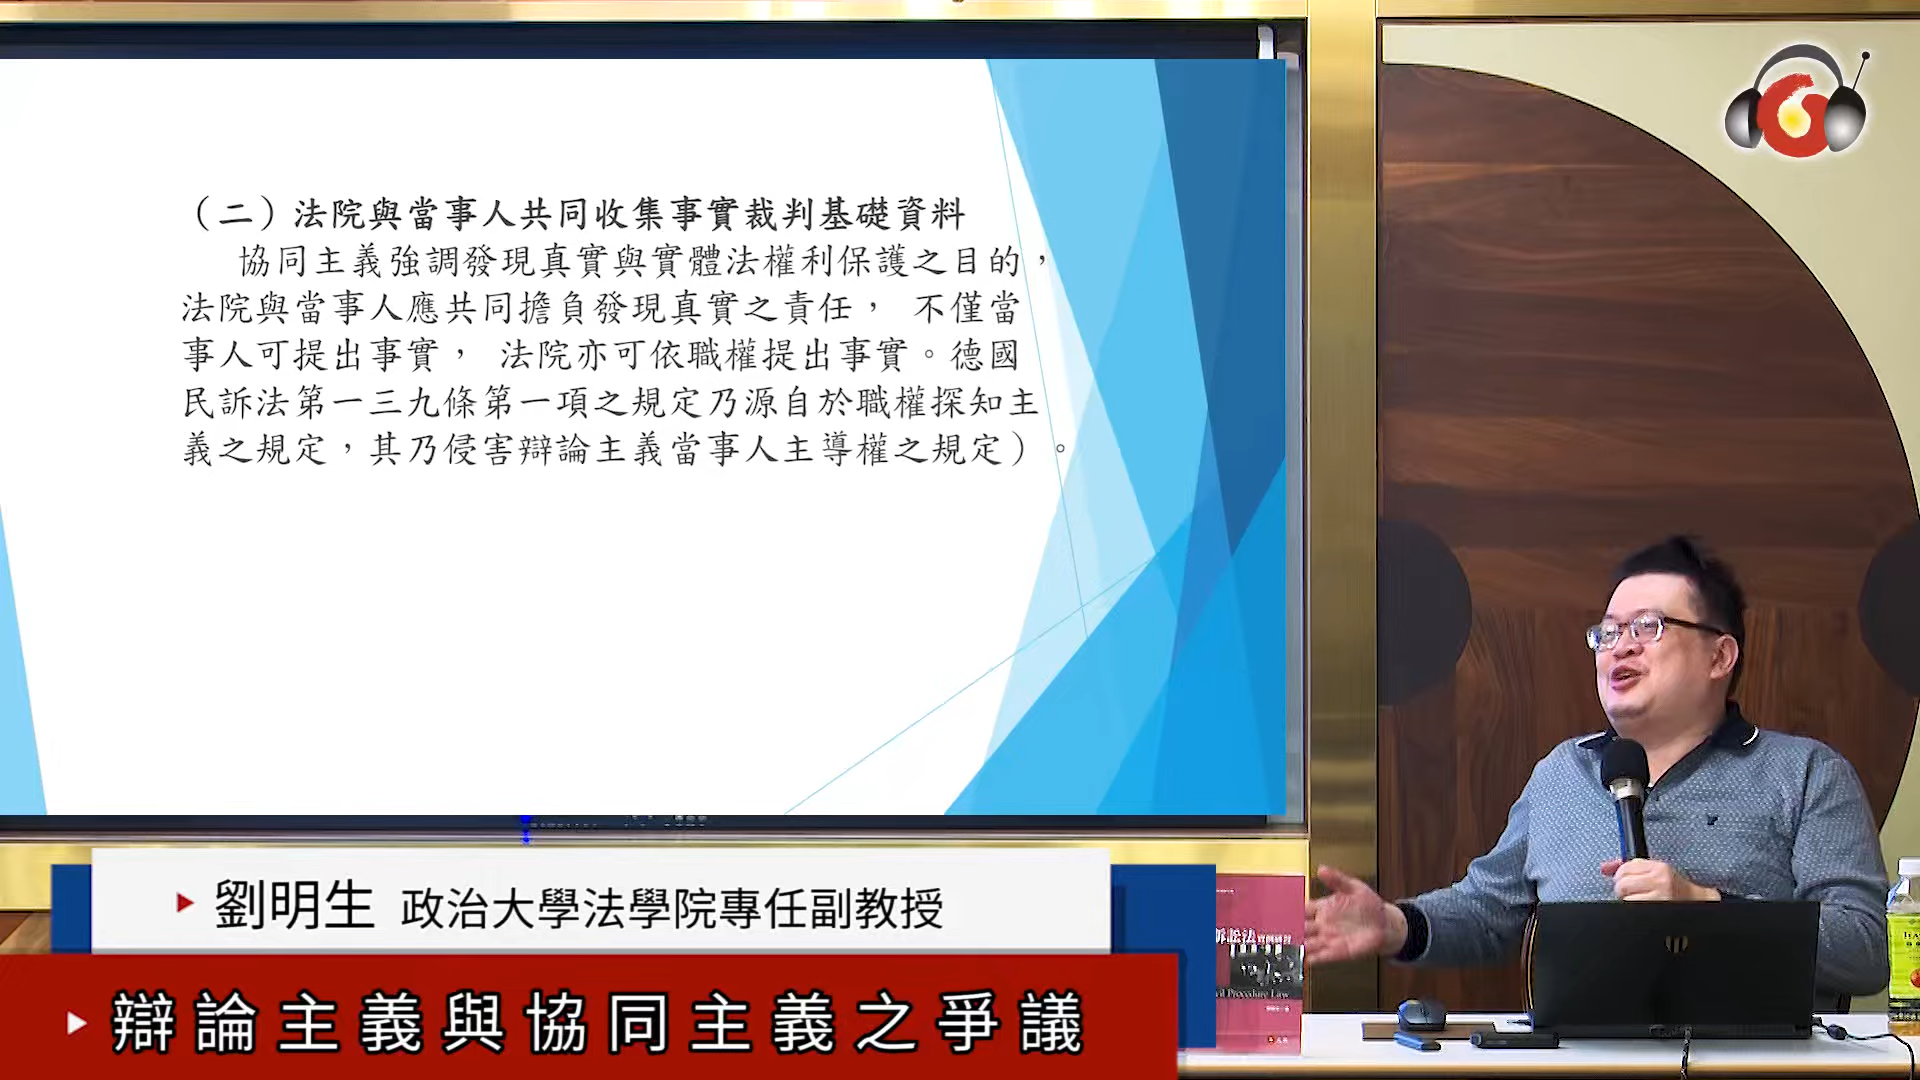 （二）法院與當事人共同收集事實裁判基礎資料
協同主義強調發現真實與實體法權利保護之目的，
法院與當事人應共同擔負發現真實之責任， 不僅當
事人可提出事實， 法院亦可依職權提出事實。德國
民訴法第一三九條第一項之規定乃源自於職權探知主
義之規定，其乃侵害辯論主義當事人主導權之規定）。
劉明生 政治大學法學院專任副教授
辯論主義與協同主義之爭議
訴訟法
Procedure Law